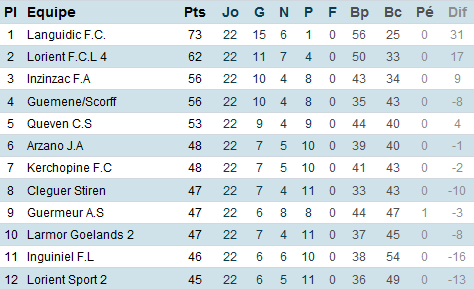 Pl Equipe Pts Jo G N P F Bp Bc Pé Dif
1 Languidic F.C. 73 22 15 6 1 0 56 25 0 31
2 Lorient F.C.L 4 62 22 11 7 4 0 50 33 0 17
3 Inzinzac F.A 56 22 10 4 8 0 43 34 0 9
4 Guemene/Scorff 56 22 10 4 8 0 35 43 0 -8
5 Queven C.S 53 22 9 4 9 0 44 40 0 4
6 Arzano J.A 48 22 7 5 10 0 39 40 0 -1
7 Kerchopine F.C 48 22 7 5 10 0 41 43 0 -2
8 Cleguer Stiren 47 22 7 4 11 0 33 43 0 -10
9 Guermeur A.S 47 22 6 8 8 0 44 47 1 -3
10 Larmor Goelands 2 47 22 7 4 11 0 37 45 0 -8
11 Inguiniel F.L 46 22 6 6 10 0 38 54 0 -16
12 Lorient Sport 2 45 22 6 5 11 0 36 49 0 -13